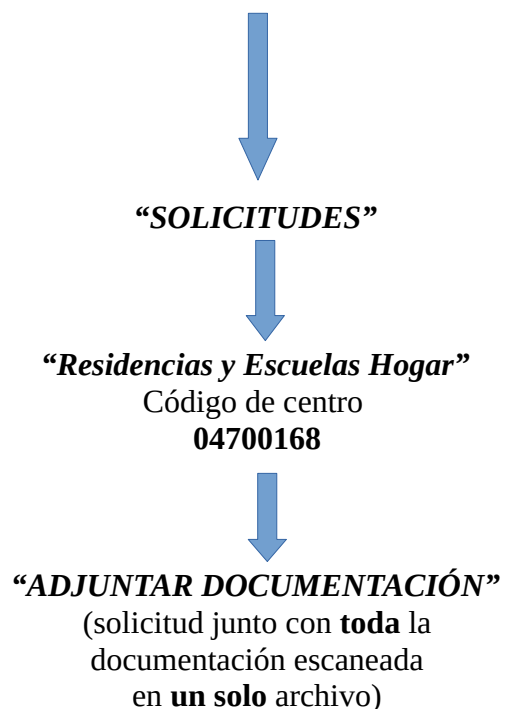 “SOLICITUDES”
“Residencias y Escuelas Hogar”
Código de centro
04700168
“ADJUNTAR DOCUMENTACIÓN”
(solicitud junto con toda la
documentación escaneada
en un solo archivo)